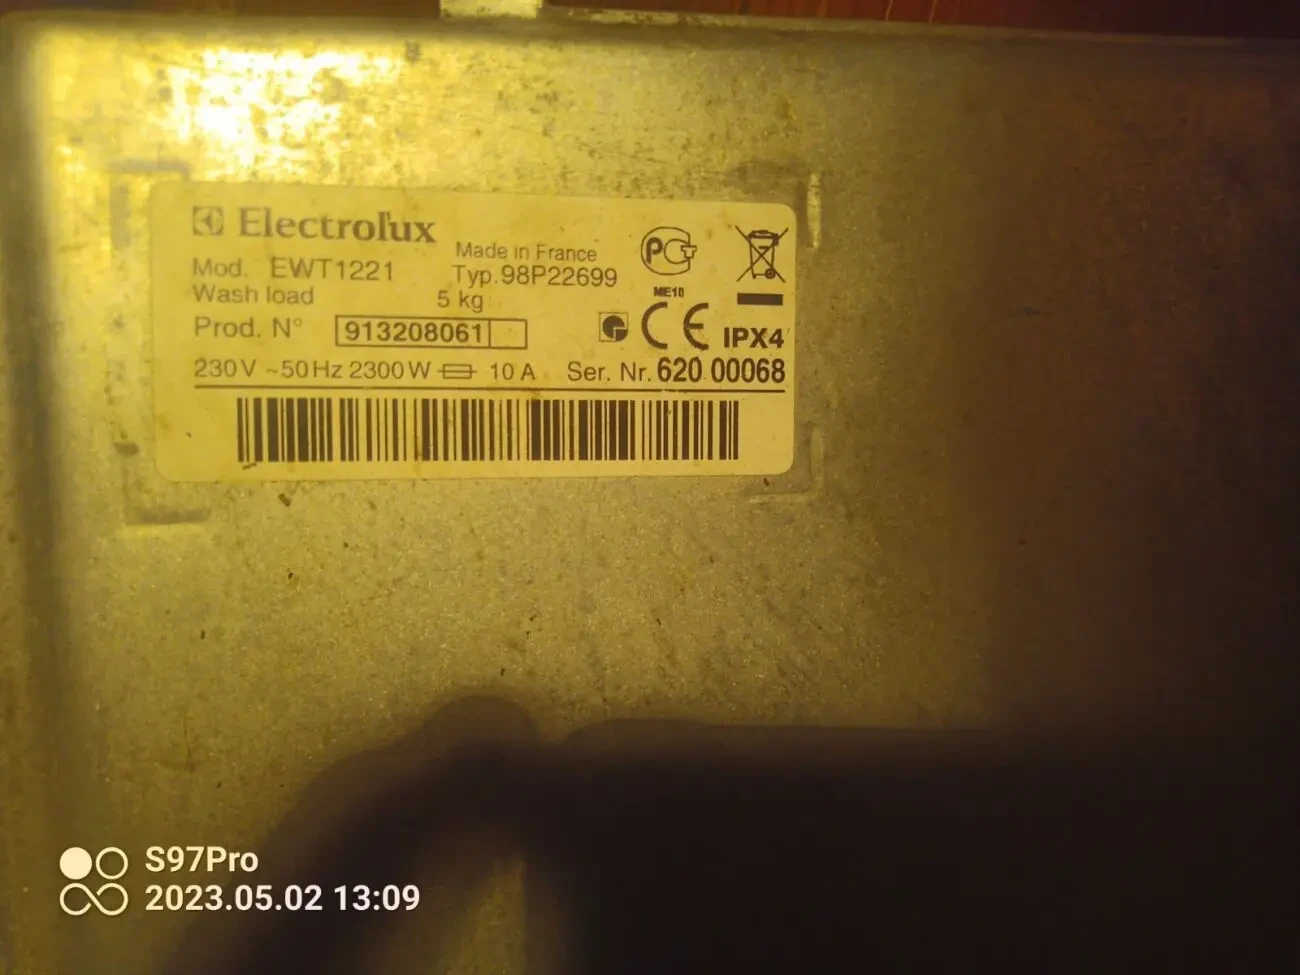 Electrolux
Made in France
Mod. EWT1221 Typ.98P22699
Wash load 5 kg
ME10
Prod. N° 913208061
CE IPX4
230V ~50Hz 2300W 10 A Ser. Nr. 620 00068
S97Pro
2023.05.02 13:09